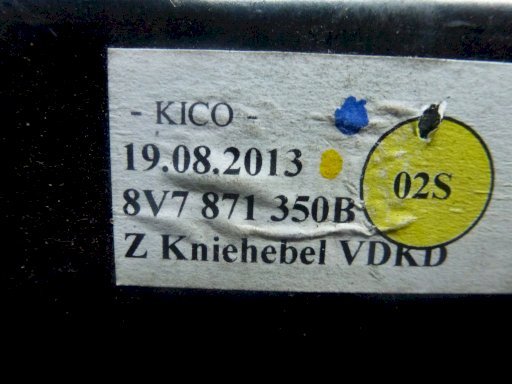 - KICO -
19.08.2013
02S
8V7 871 350B
Z Kniehebel VDKD